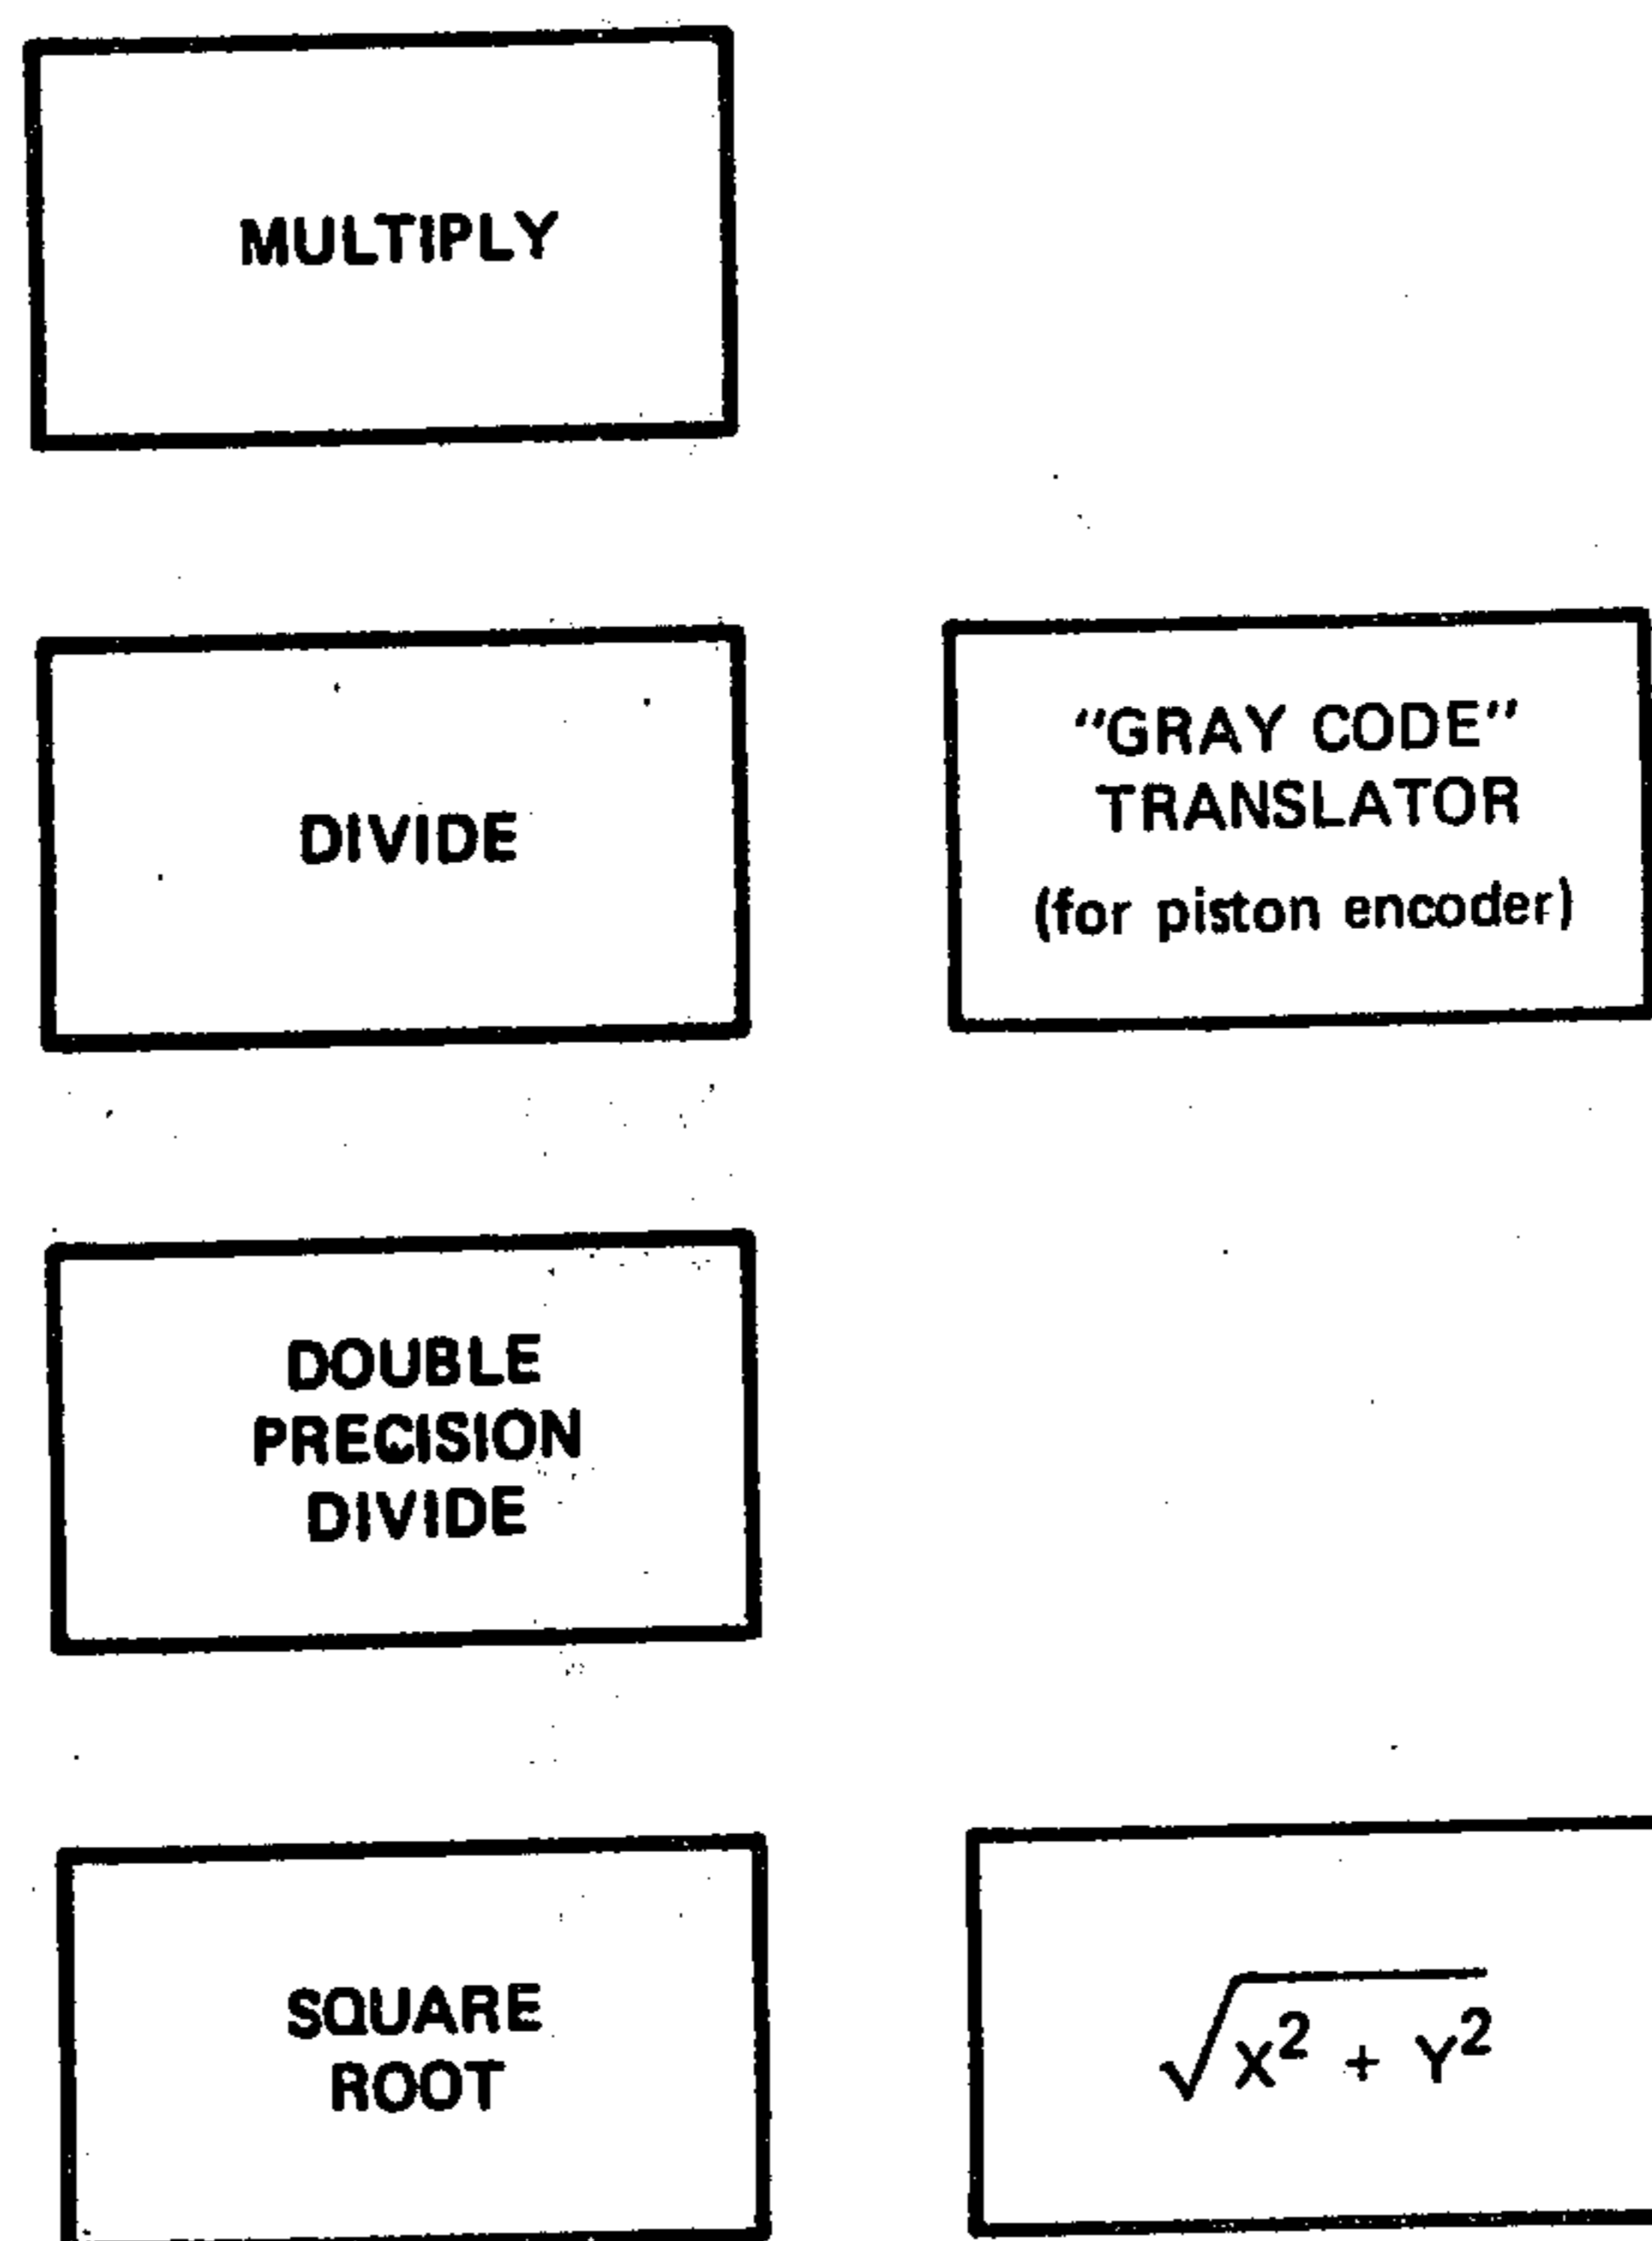 MULTIPLY
DIVIDE
"GRAY CODE"
TRANSLATOR
(for piston encoder)
DOUBLE
PRECISION
DIVIDE
SQUARE
ROOT
√X² + Y²